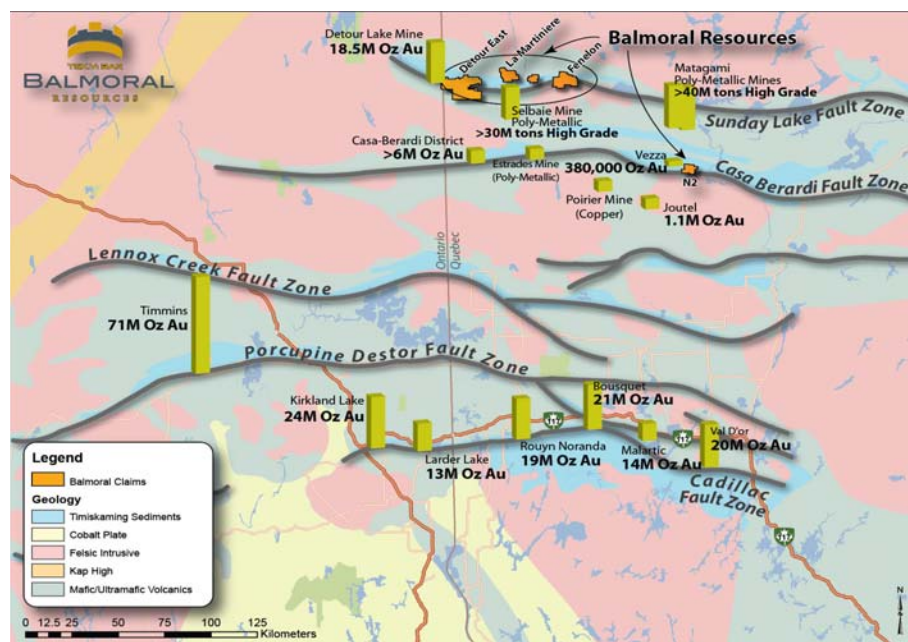 Detour Lake Mine
18.5M Oz Au
Detour East
La Martiniere
Fenelon
Balmoral Resources
BALMORAL
RESOURCES
Matagami
Poly-Metallic Mines
>40M tons High Grade
Sunday Lake Fault Zone
Selbaie Mine
Poly-Metallic
>30M tons High Grade
Casa-Berardi District
>6M Oz Au
Estrades Mine
(Poly-Metallic)
Vezza
380,000 Oz Au
N2
Casa Berardi Fault Zone
Poirier Mine
(Copper)
Joutel
1.1M Oz Au
Ontario
Quebec
Lennox Creek Fault Zone
Timmins
71M Oz Au
Porcupine Destor Fault Zone
Kirkland Lake
24M Oz Au
Bousquet
21M Oz Au
Larder Lake
13M Oz Au
Rouyn Noranda
19M Oz Au
Malartic
14M Oz Au
Val D'or
20M Oz Au
Cadillac
Fault Zone
117
117
117
Legend
Balmoral Claims
Geology
Timiskaming Sediments
Cobalt Plate
Felsic Intrusive
Kap High
Mafic/Ultramafic Volcanics
0 12.5 25 50 75 100 125
Kilometers
N